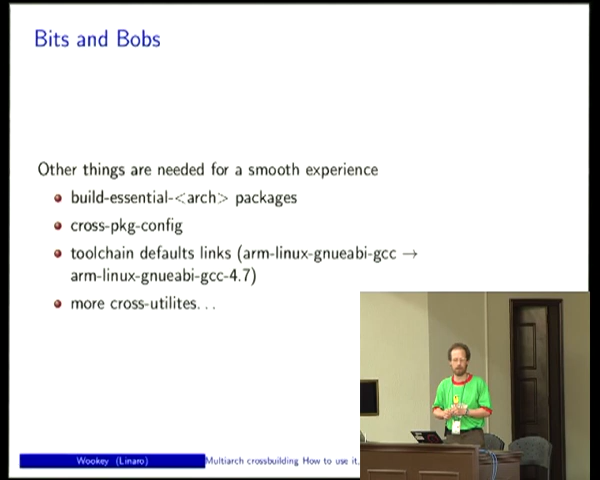 Bits and Bobs
Other things are needed for a smooth experience
build-essential-<arch> packages
cross-pkg-config
toolchain defaults links (arm-linux-gnueabi-gcc →
arm-linux-gnueabi-gcc-4.7)
more cross-utilites...
Wookey (Linaro)
Multiarch crossbuilding How to use it.